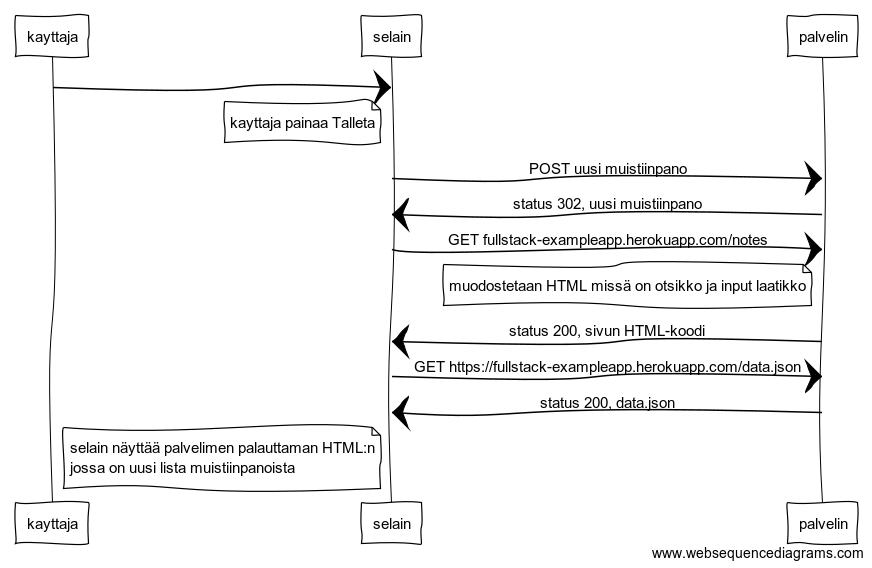 kayttaja
selain
palvelin
kayttaja painaa Talleta
POST uusi muistiinpano
status 302, uusi muistiinpano
GET fullstack-exampleapp.herokuapp.com/notes
muodostetaan HTML missä on otsikko ja input laatikko
status 200, sivun HTML-koodi
GET https://fullstack-exampleapp.herokuapp.com/data.json
status 200, data.json
selain näyttää palvelimen palauttaman HTML:n
jossa on uusi lista muistiinpanoista
kayttaja
selain
palvelin
www.websequencediagrams.com